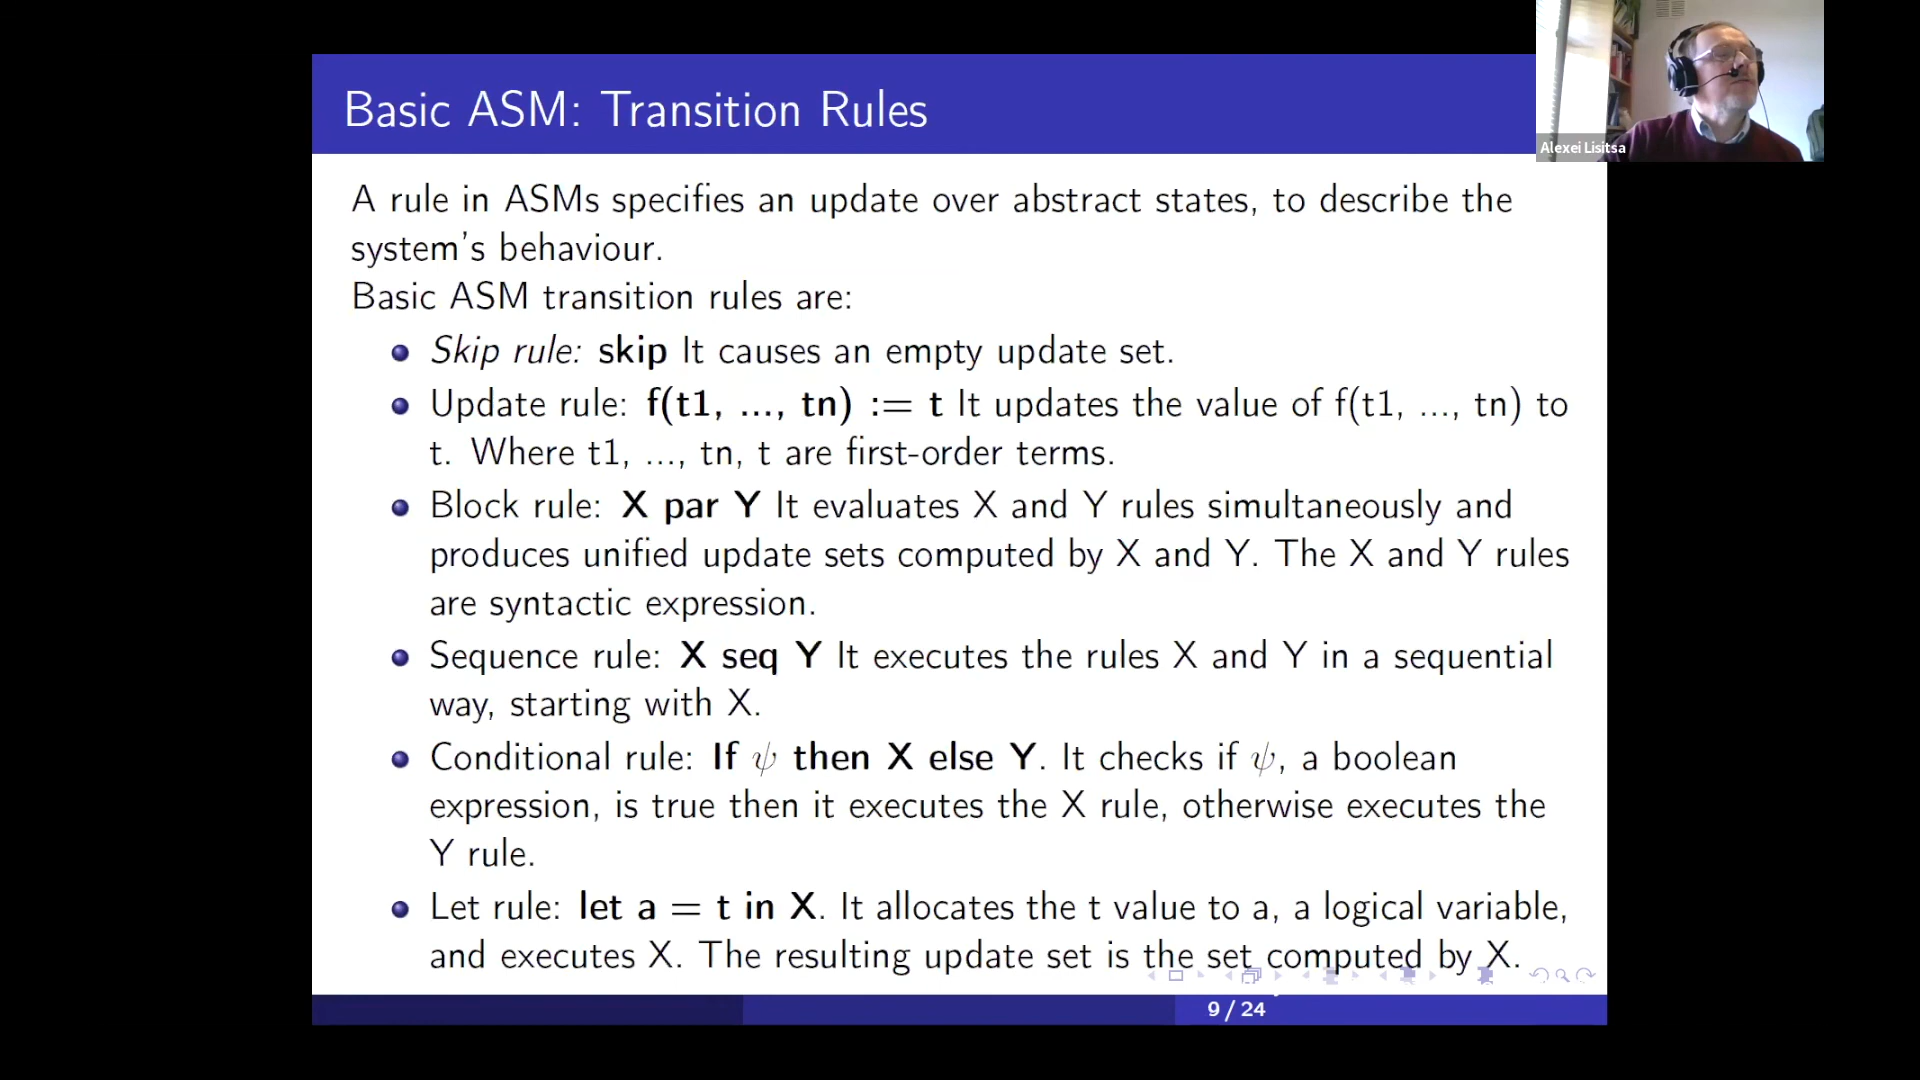 Basic ASM: Transition Rules
Alexei Lisitsa
A rule in ASMs specifies an update over abstract states, to describe the
system's behaviour.
Basic ASM transition rules are:
Skip rule: skip It causes an empty update set.
Update rule: f(t1, ..., tn) := t It updates the value of f(t1, ..., tn) to
t. Where t1, ..., tn, t are first-order terms.
Block rule: X par Y It evaluates X and Y rules simultaneously and
produces unified update sets computed by X and Y. The X and Y rules
are syntactic expression.
Sequence rule: X seq Y It executes the rules X and Y in a sequential
way, starting with X.
Conditional rule: If ψ then X else Y. It checks if ψ, a boolean
expression, is true then it executes the X rule, otherwise executes the
Y rule.
Let rule: let a = t in X. It allocates the t value to a, a logical variable,
and executes X. The resulting update set is the set computed by X.
9 / 24